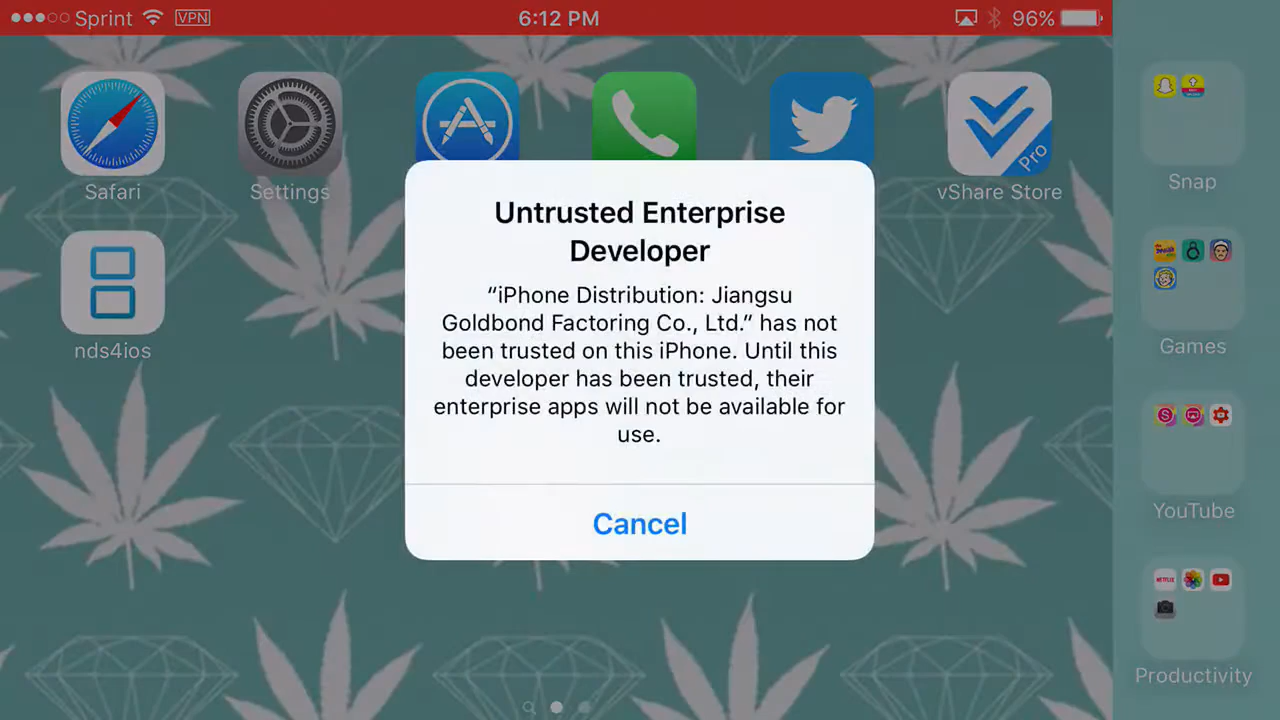 Sprint VPN 6:12 PM 96%
Safari Settings vShare Store
Pro
Snap
nds4ios
Games
YouTube
NETFLIX
Productivity
Untrusted Enterprise
Developer
“iPhone Distribution: Jiangsu
Goldbond Factoring Co., Ltd.” has not
been trusted on this iPhone. Until this
developer has been trusted, their
enterprise apps will not be available for
use.
Cancel